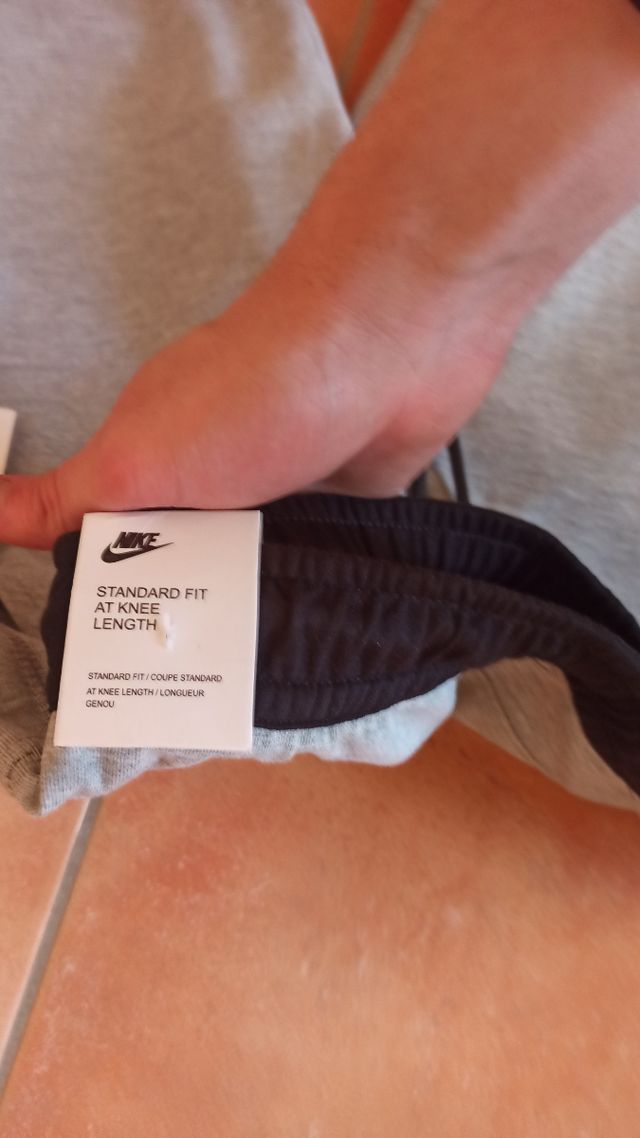 NIKE
STANDARD FIT
AT KNEE
LENGTH
STANDARD FIT / COUPE STANDARD
AT KNEE LENGTH / LONGUEUR
GENOU